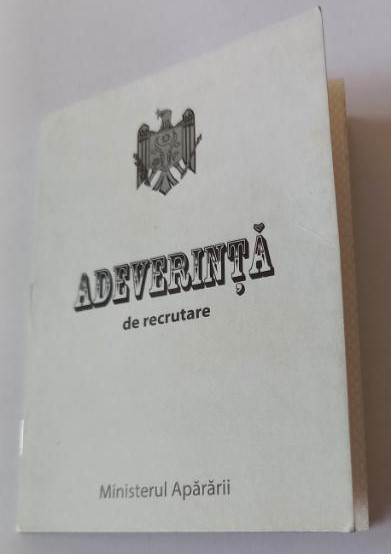 ADEVERINȚĂ
de recrutare
Ministerul Apărării